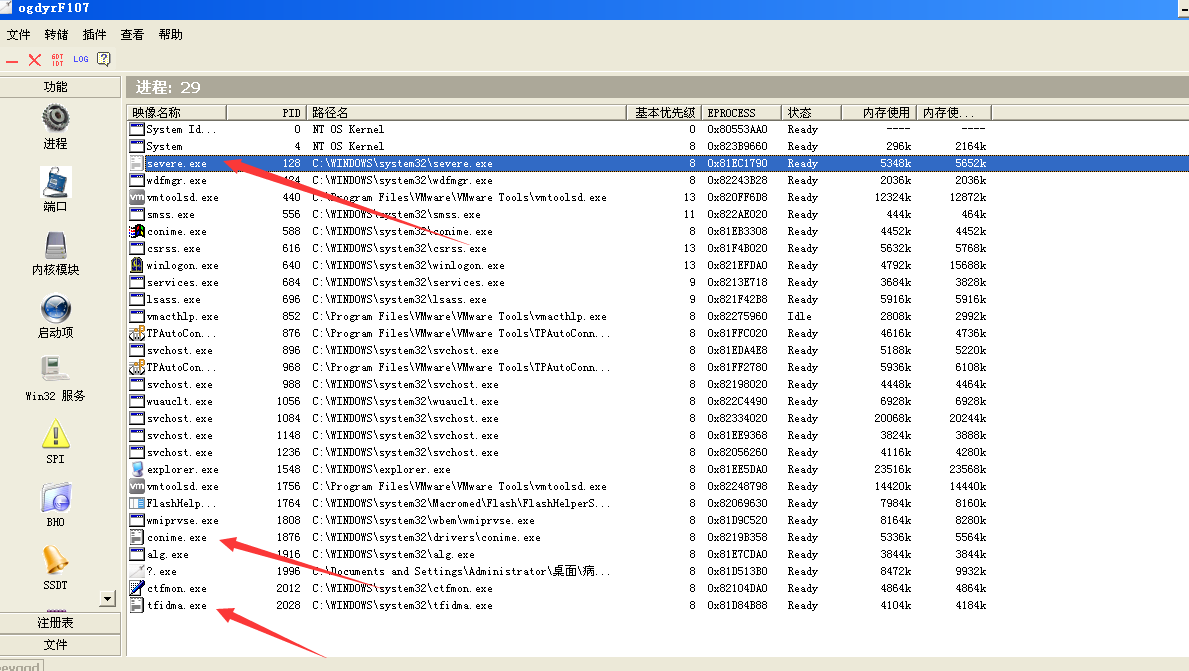 ogdyrF107
文件 转储 插件 查看 帮助
GDT IDT LOG
功能
进程: 29
映像名称 PID 路径名 基本优先级 EPROCESS 状态 内存使用 内存使...
System Id... 0 NT OS Kernel 0 0x80553AA0 Ready ---- ----
System 4 NT OS Kernel 8 0x823B9660 Ready 296k 2164k
severe.exe 128 C:\WINDOWS\system32\severe.exe 8 0x81EC1790 Ready 5348k 5652k
wdfmgr.exe C:\WINDOWS\system32\wdfmgr.exe 8 0x82243B28 Ready 2036k 2036k
vmtoolsd.exe 440 C:\Program Files\VMware\VMware Tools\vmtoolsd.exe 13 0x820FF6D8 Ready 12324k 12872k
smss.exe 556 C:\WINDOWS\system32\smss.exe 11 0x822AE020 Ready 444k 464k
conime.exe 588 C:\WINDOWS\system32\conime.exe 8 0x81EB3308 Ready 4452k 4452k
csrss.exe 616 C:\WINDOWS\system32\csrss.exe 13 0x81F4B020 Ready 5632k 5768k
winlogon.exe 640 C:\WINDOWS\system32\winlogon.exe 13 0x821EFDA0 Ready 4792k 15688k
services.exe 684 C:\WINDOWS\system32\services.exe 9 0x8213E718 Ready 3684k 3828k
lsass.exe 696 C:\WINDOWS\system32\lsass.exe 9 0x821F42B8 Ready 5916k 5916k
vmacthlp.exe 852 C:\Program Files\VMware\VMware Tools\vmacthlp.exe 8 0x82275960 Idle 2808k 2992k
TPAutoCon... 876 C:\Program Files\VMware\VMware Tools\TPAutoConn... 8 0x81FFC020 Ready 4616k 4736k
svchost.exe 896 C:\WINDOWS\system32\svchost.exe 8 0x81EDA4E8 Ready 5188k 5220k
TPAutoCon... 968 C:\Program Files\VMware\VMware Tools\TPAutoConn... 8 0x81FF2780 Ready 5936k 6108k
svchost.exe 988 C:\WINDOWS\system32\svchost.exe 8 0x82198020 Ready 4448k 4464k
wuauclt.exe 1056 C:\WINDOWS\system32\wuauclt.exe 8 0x822C4490 Ready 6928k 6928k
svchost.exe 1084 C:\WINDOWS\system32\svchost.exe 8 0x82334020 Ready 20068k 20244k
svchost.exe 1148 C:\WINDOWS\system32\svchost.exe 8 0x81EE9368 Ready 3824k 3888k
svchost.exe 1236 C:\WINDOWS\system32\svchost.exe 8 0x82056260 Ready 4116k 4280k
explorer.exe 1548 C:\WINDOWS\explorer.exe 8 0x81EE5DA0 Ready 23516k 23568k
vmtoolsd.exe 1756 C:\Program Files\VMware\VMware Tools\vmtoolsd.exe 8 0x82248798 Ready 14420k 14440k
FlashHelp... 1764 C:\WINDOWS\system32\Macromed\Flash\FlashHelperS... 8 0x82069630 Ready 7984k 8160k
wmiprvse.exe 1808 C:\WINDOWS\system32\wbem\wmiprvse.exe 8 0x81D9C520 Ready 8164k 8280k
conime.exe 1876 C:\WINDOWS\system32\drivers\conime.exe 8 0x8219B358 Ready 5336k 5564k
alg.exe 1916 C:\WINDOWS\system32\alg.exe 8 0x81E7CDA0 Ready 3844k 3844k
?.exe 1996 C:\Documents and Settings\Administrator\桌面\病... 8 0x81D513B0 Ready 8472k 9932k
ctfmon.exe 2012 C:\WINDOWS\system32\ctfmon.exe 8 0x82104DA0 Ready 4864k 4864k
tfidma.exe 2028 C:\WINDOWS\system32\tfidma.exe 8 0x81D84B88 Ready 4104k 4184k
进程
端口
内核模块
启动项
Win32 服务
SPI
BHO
SSDT
注册表
文件